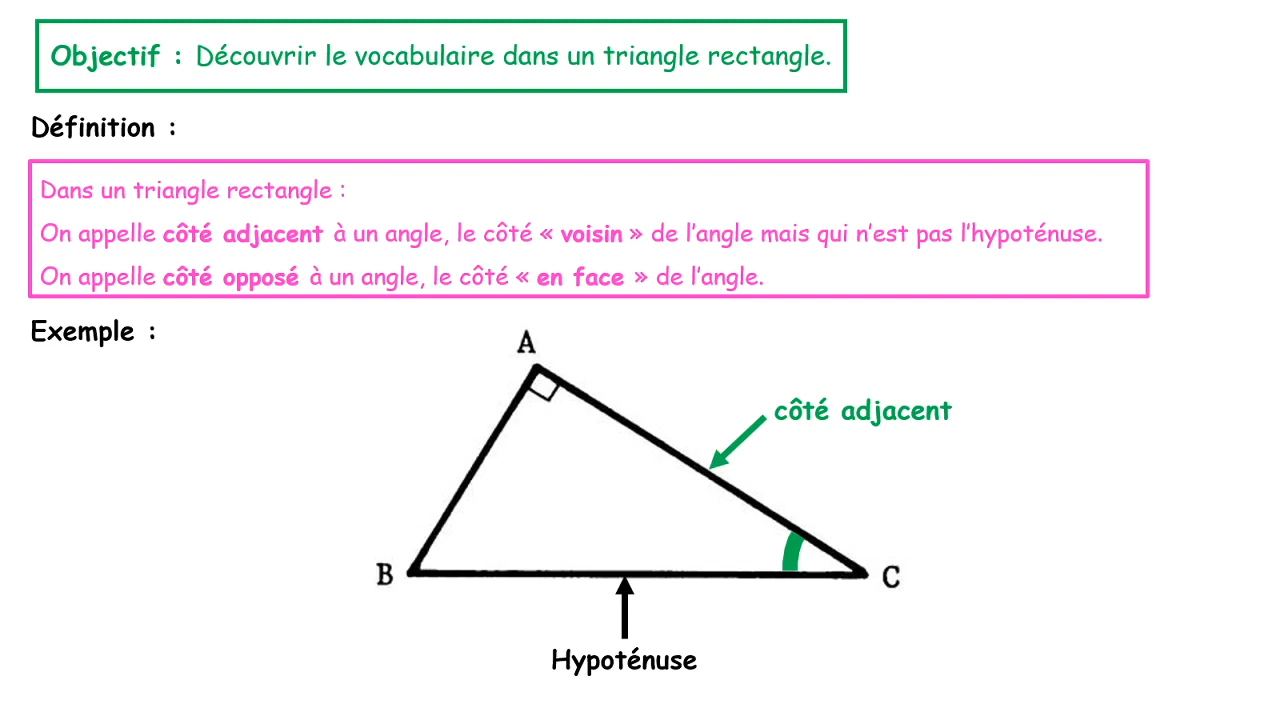 Objectif : Découvrir le vocabulaire dans un triangle rectangle.
Définition :
Dans un triangle rectangle :
On appelle côté adjacent à un angle, le côté « voisin » de l’angle mais qui n’est pas l’hypoténuse.
On appelle côté opposé à un angle, le côté « en face » de l’angle.
Exemple :
A
côté adjacent
B
C
Hypoténuse